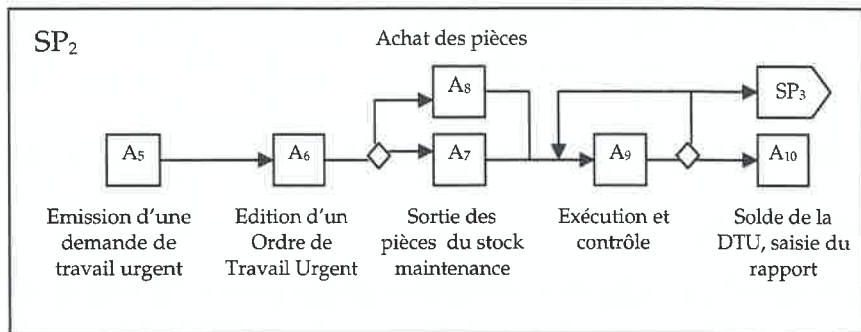 SP2
Achat des pièces
A8
SP3
A5
A6
A7
A9
A10
Emission d'une
demande de
travail urgent
Edition d'un
Ordre de
Travail Urgent
Sortie des
pièces du stock
maintenance
Exécution et
contrôle
Solde de la
DTU, saisie du
rapport